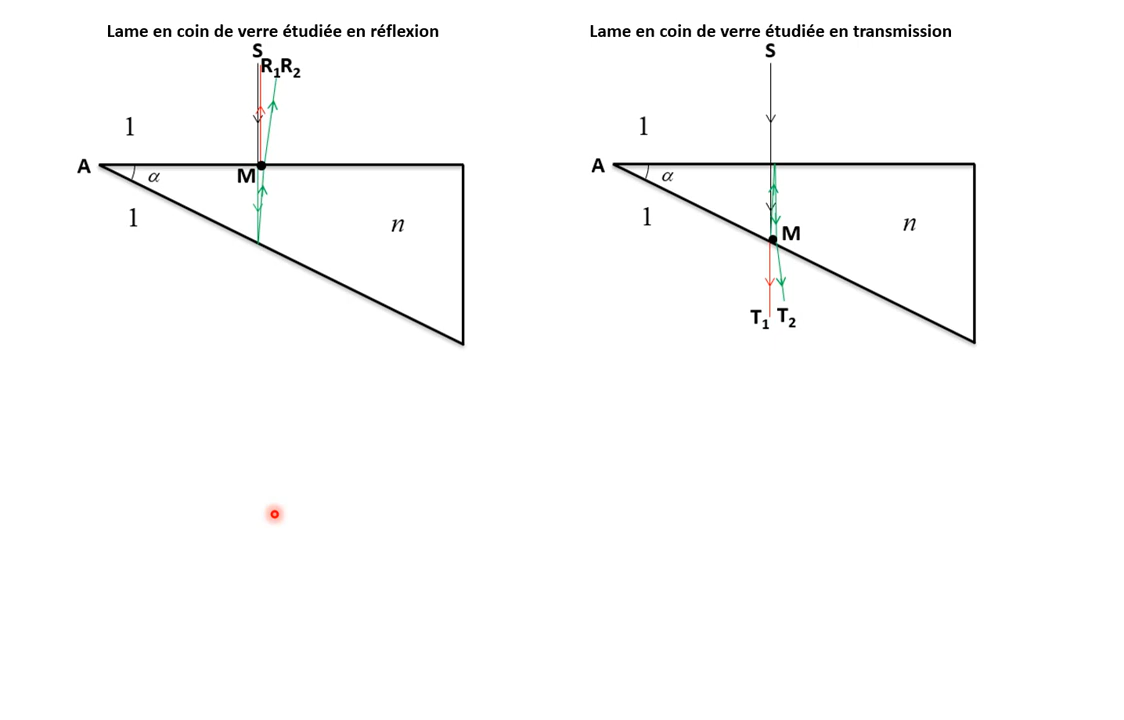 Lame en coin de verre étudiée en réflexion
S
R₁R₂
1
A
α
M
1
n
Lame en coin de verre étudiée en transmission
S
1
A
α
1
n
M
T₁ T₂